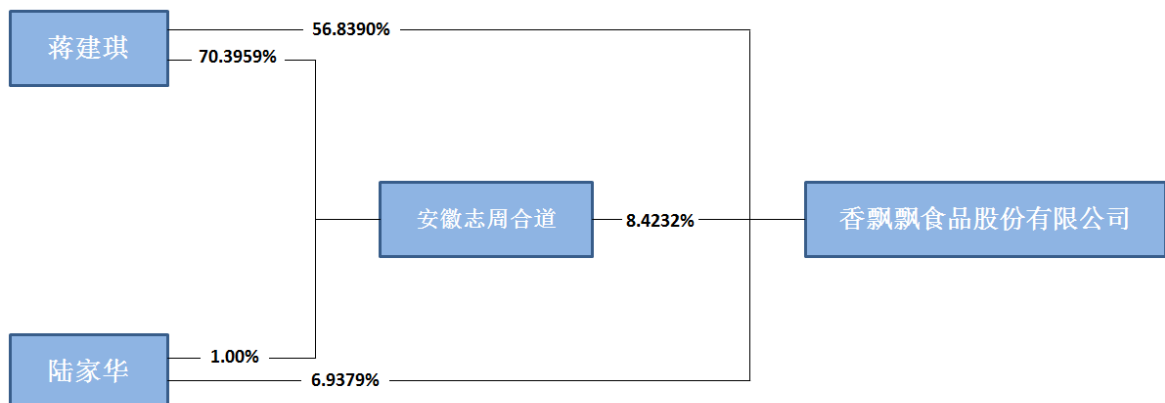 蒋建琪
56.8390%
70.3959%
安徽志周合道
8.4232%
香飘飘食品股份有限公司
陆家华
1.00%
6.9379%